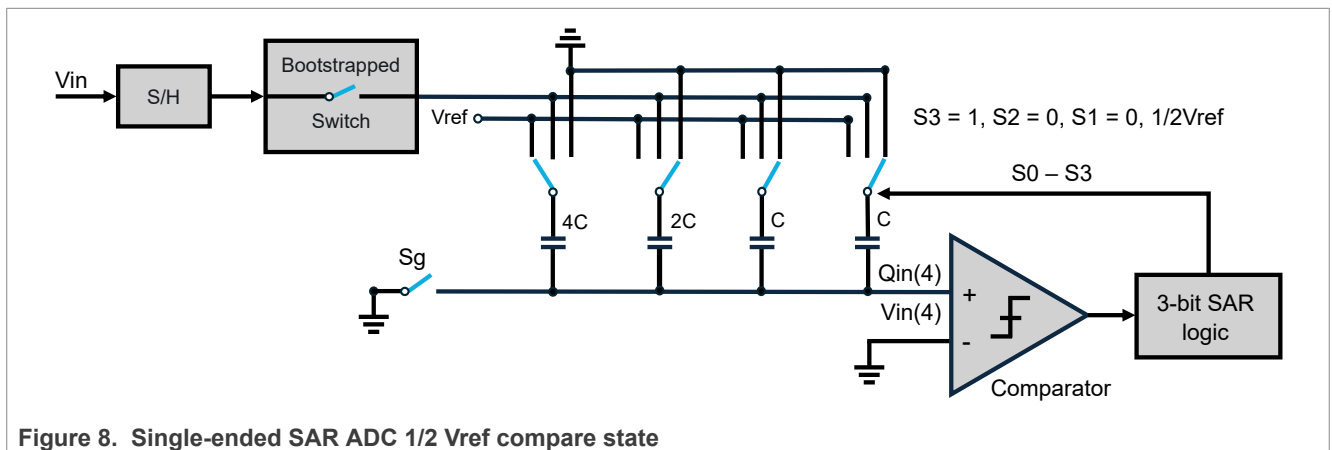 Vin
S/H
Bootstrapped
Switch
Vref
S3 = 1, S2 = 0, S1 = 0, 1/2Vref
S0 – S3
4C
2C
C
C
Sg
Qin(4)
Vin(4)
+
-
Comparator
3-bit SAR
logic
Figure 8. Single-ended SAR ADC 1/2 Vref compare state